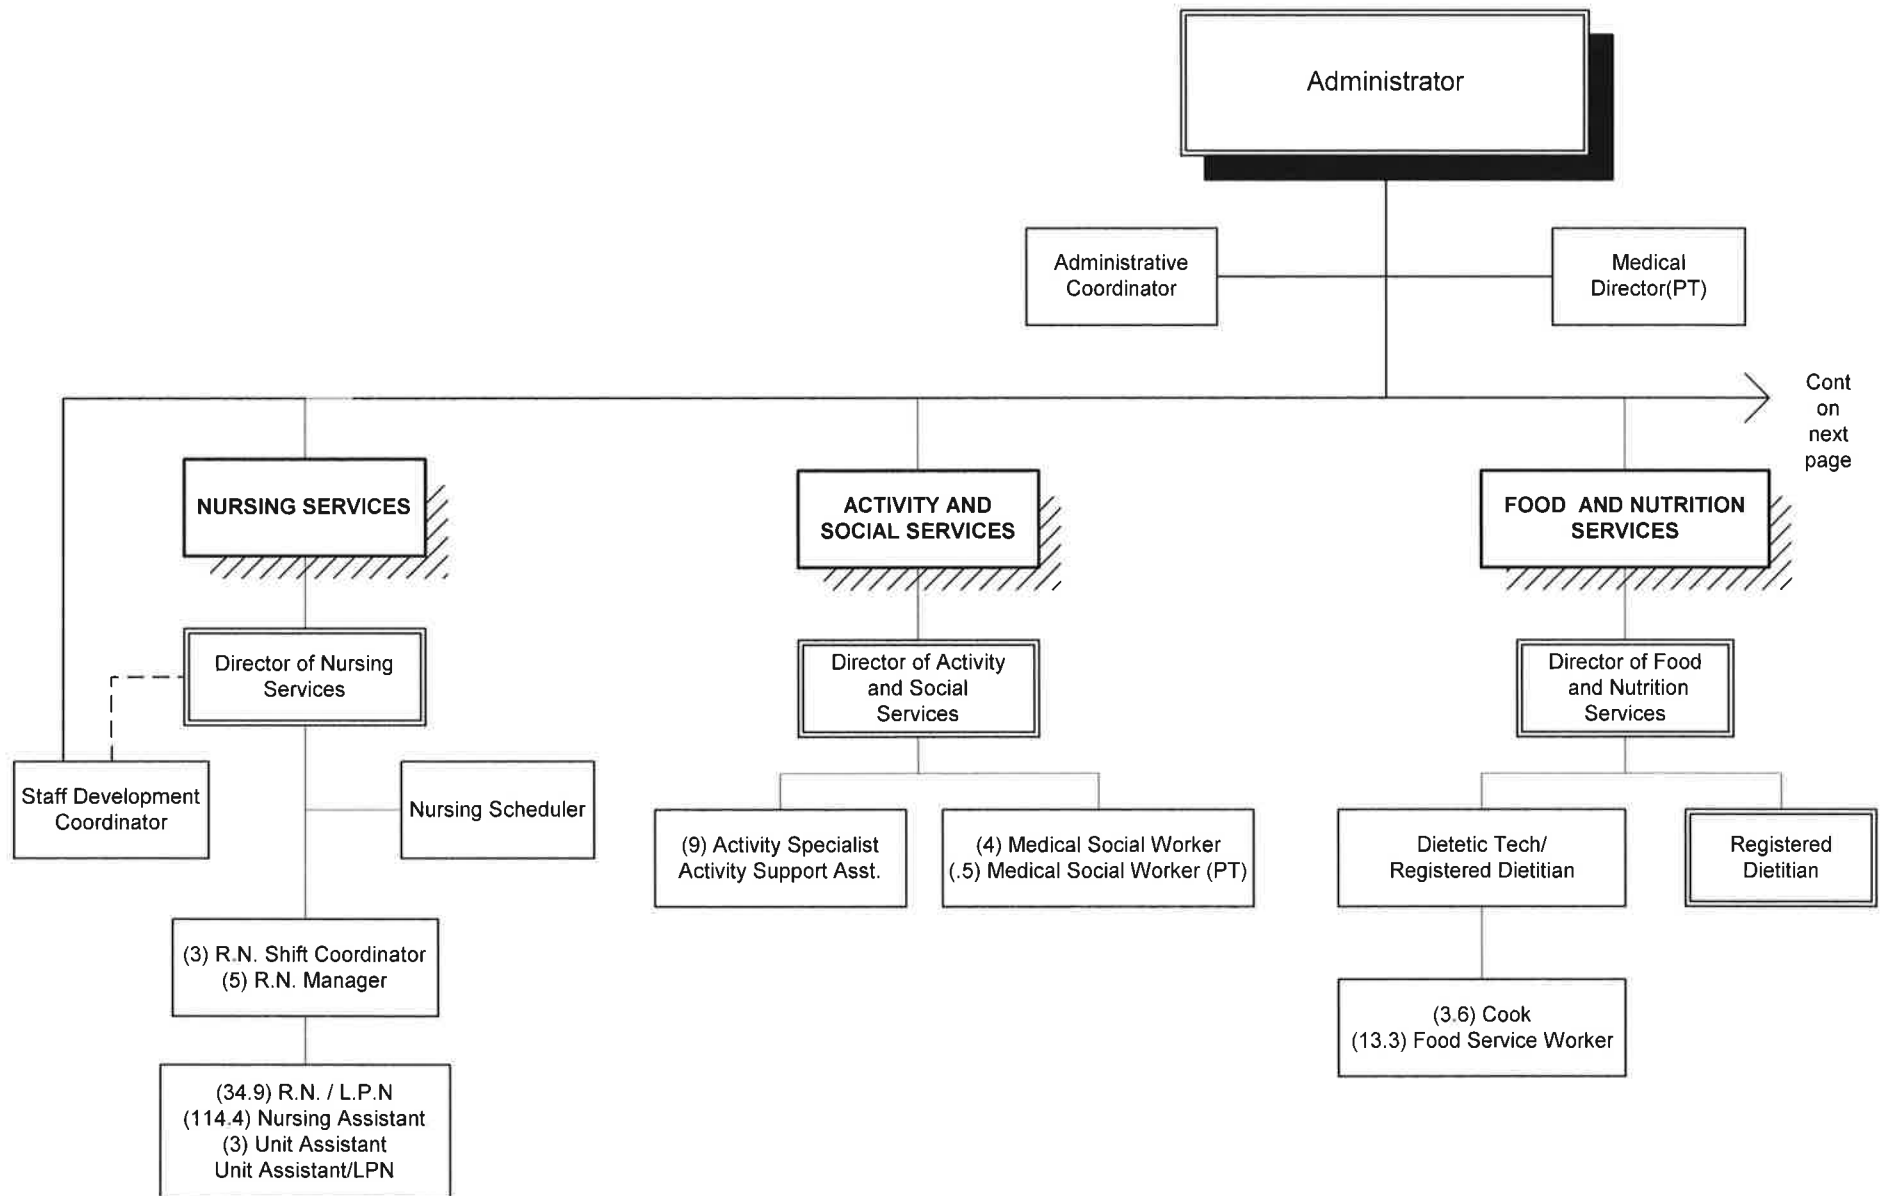 Administrator
Administrative
Coordinator
Medical
Director(PT)
Cont
on
next
page
NURSING SERVICES
ACTIVITY AND
SOCIAL SERVICES
FOOD AND NUTRITION
SERVICES
Director of Nursing
Services
Director of Activity
and Social
Services
Director of Food
and Nutrition
Services
Staff Development
Coordinator
Nursing Scheduler
(9) Activity Specialist
Activity Support Asst.
(4) Medical Social Worker
(.5) Medical Social Worker (PT)
Dietetic Tech/
Registered Dietitian
Registered
Dietitian
(3) R.N. Shift Coordinator
(5) R.N. Manager
(3.6) Cook
(13.3) Food Service Worker
(34.9) R.N. / L.P.N
(114.4) Nursing Assistant
(3) Unit Assistant
Unit Assistant/LPN